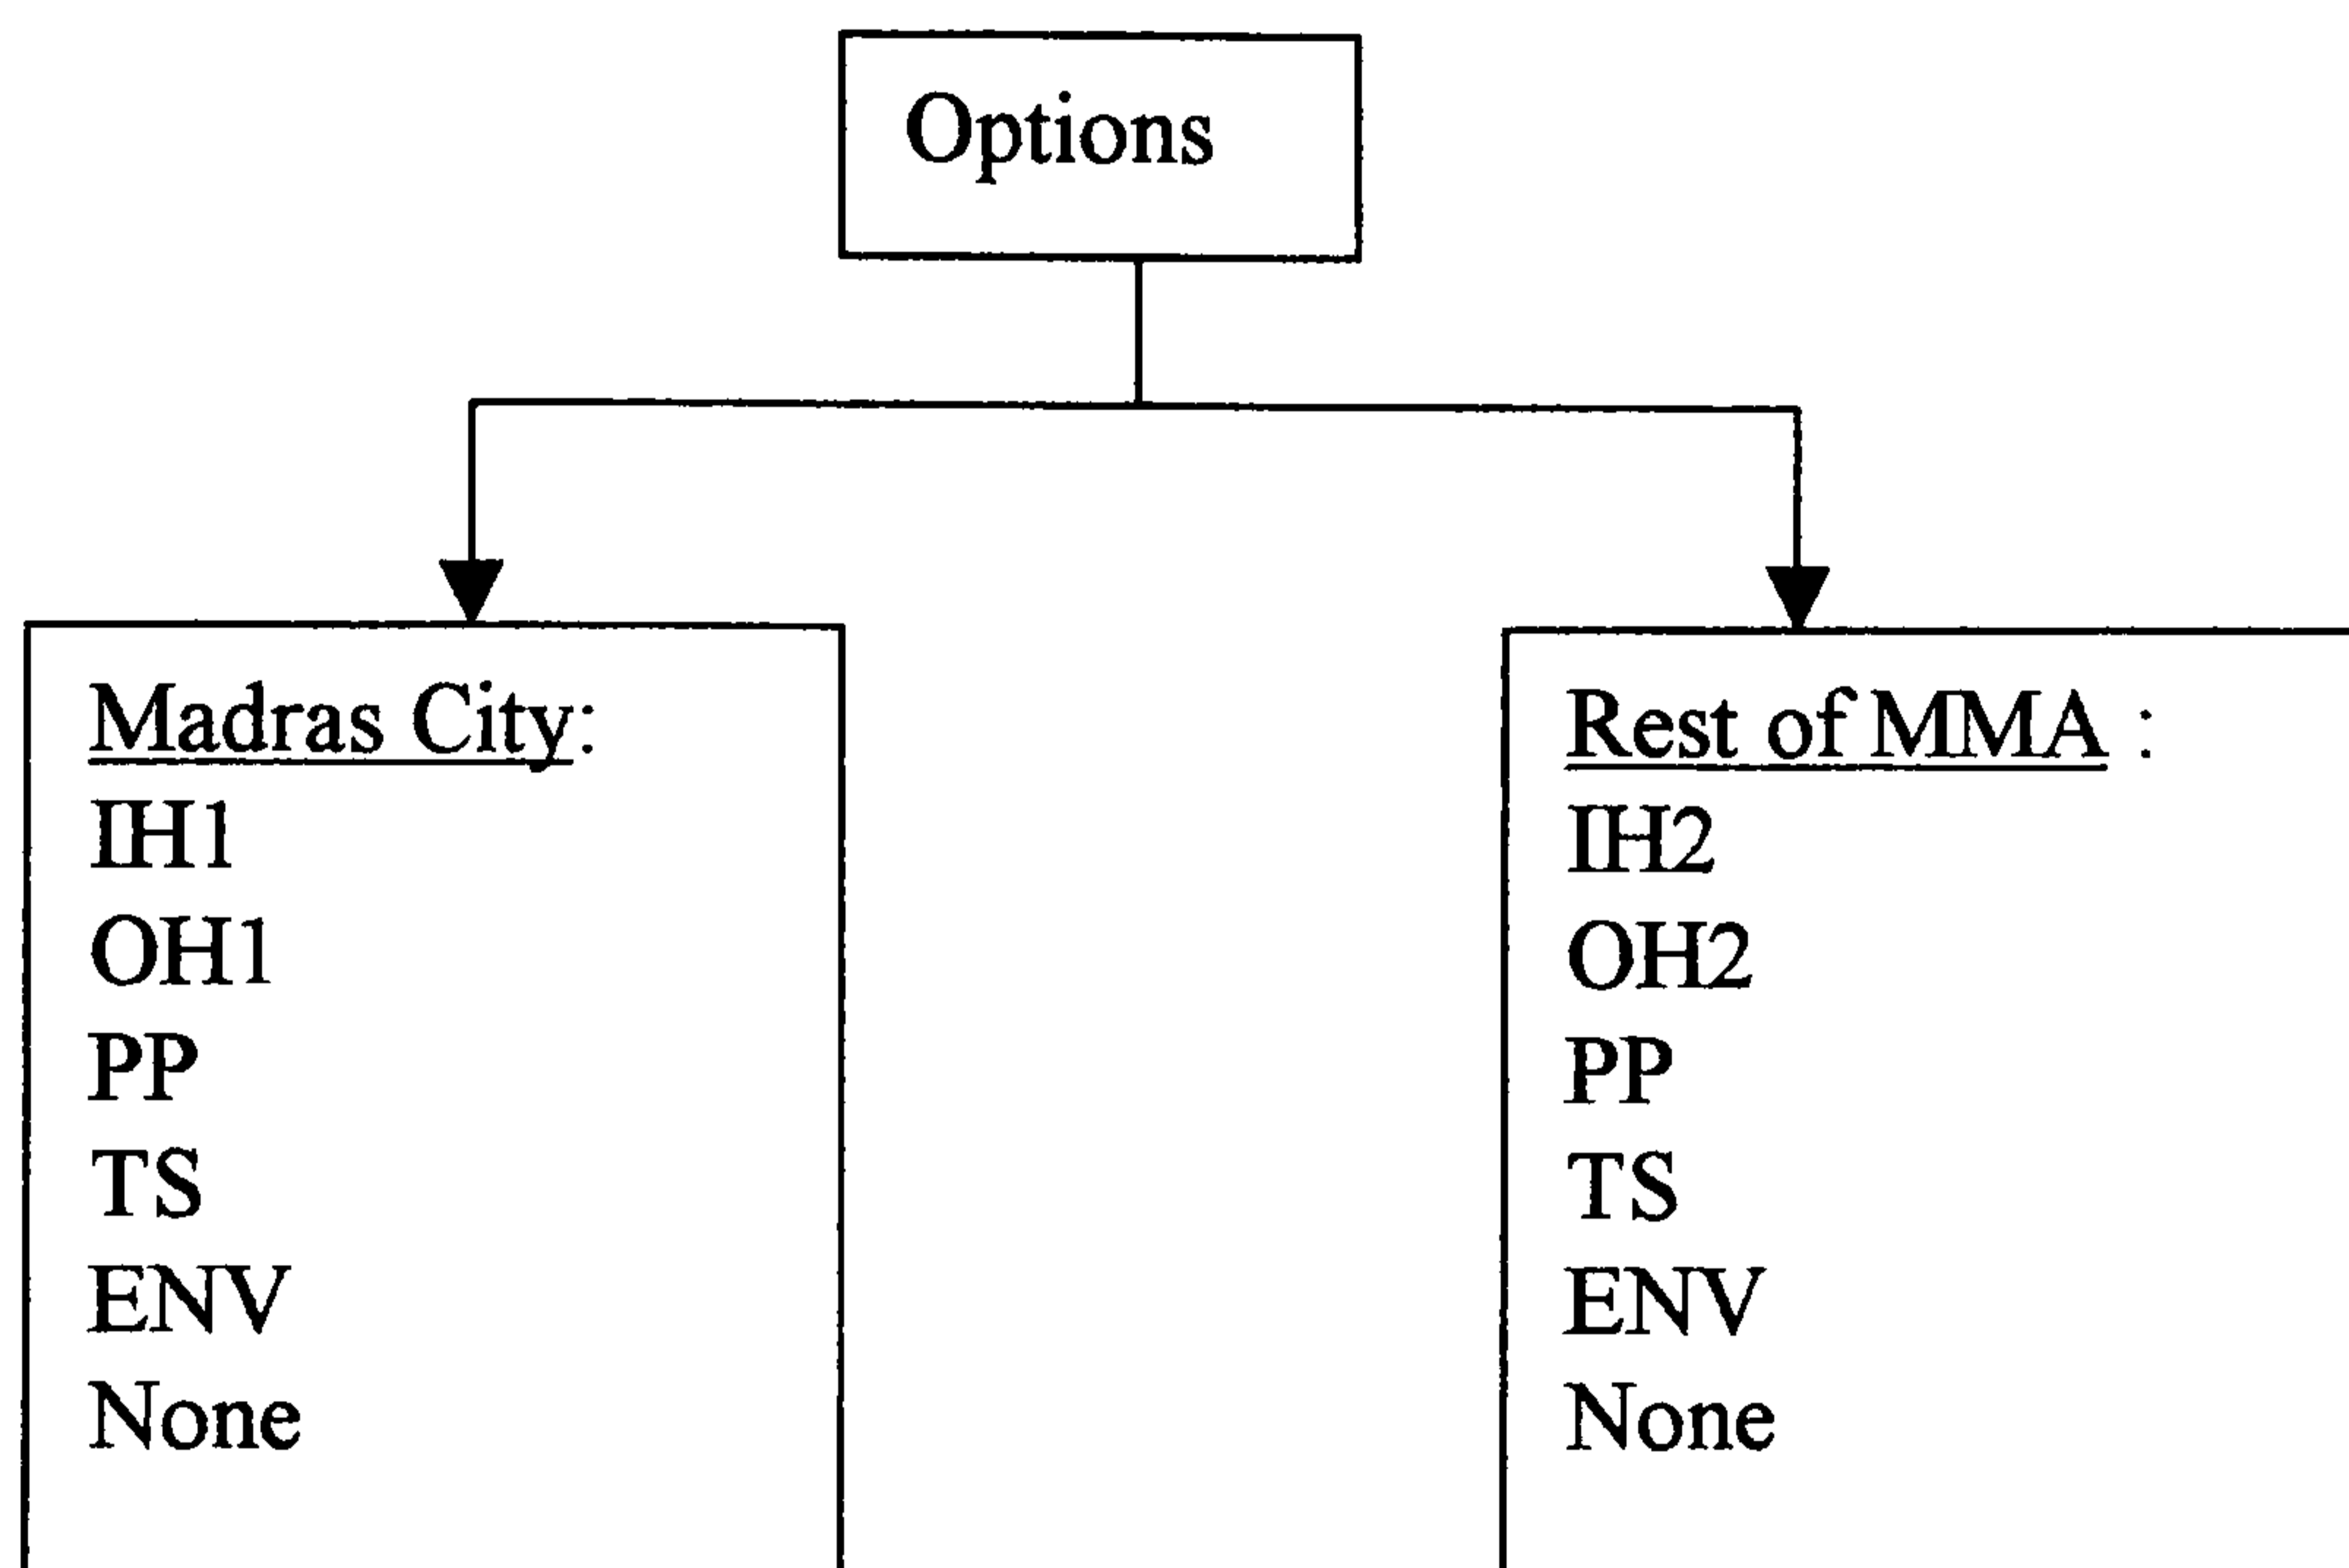 Options
Madras City:
IH1
OH1
PP
TS
ENV
None
Rest of MMA :
IH2
OH2
PP
TS
ENV
None